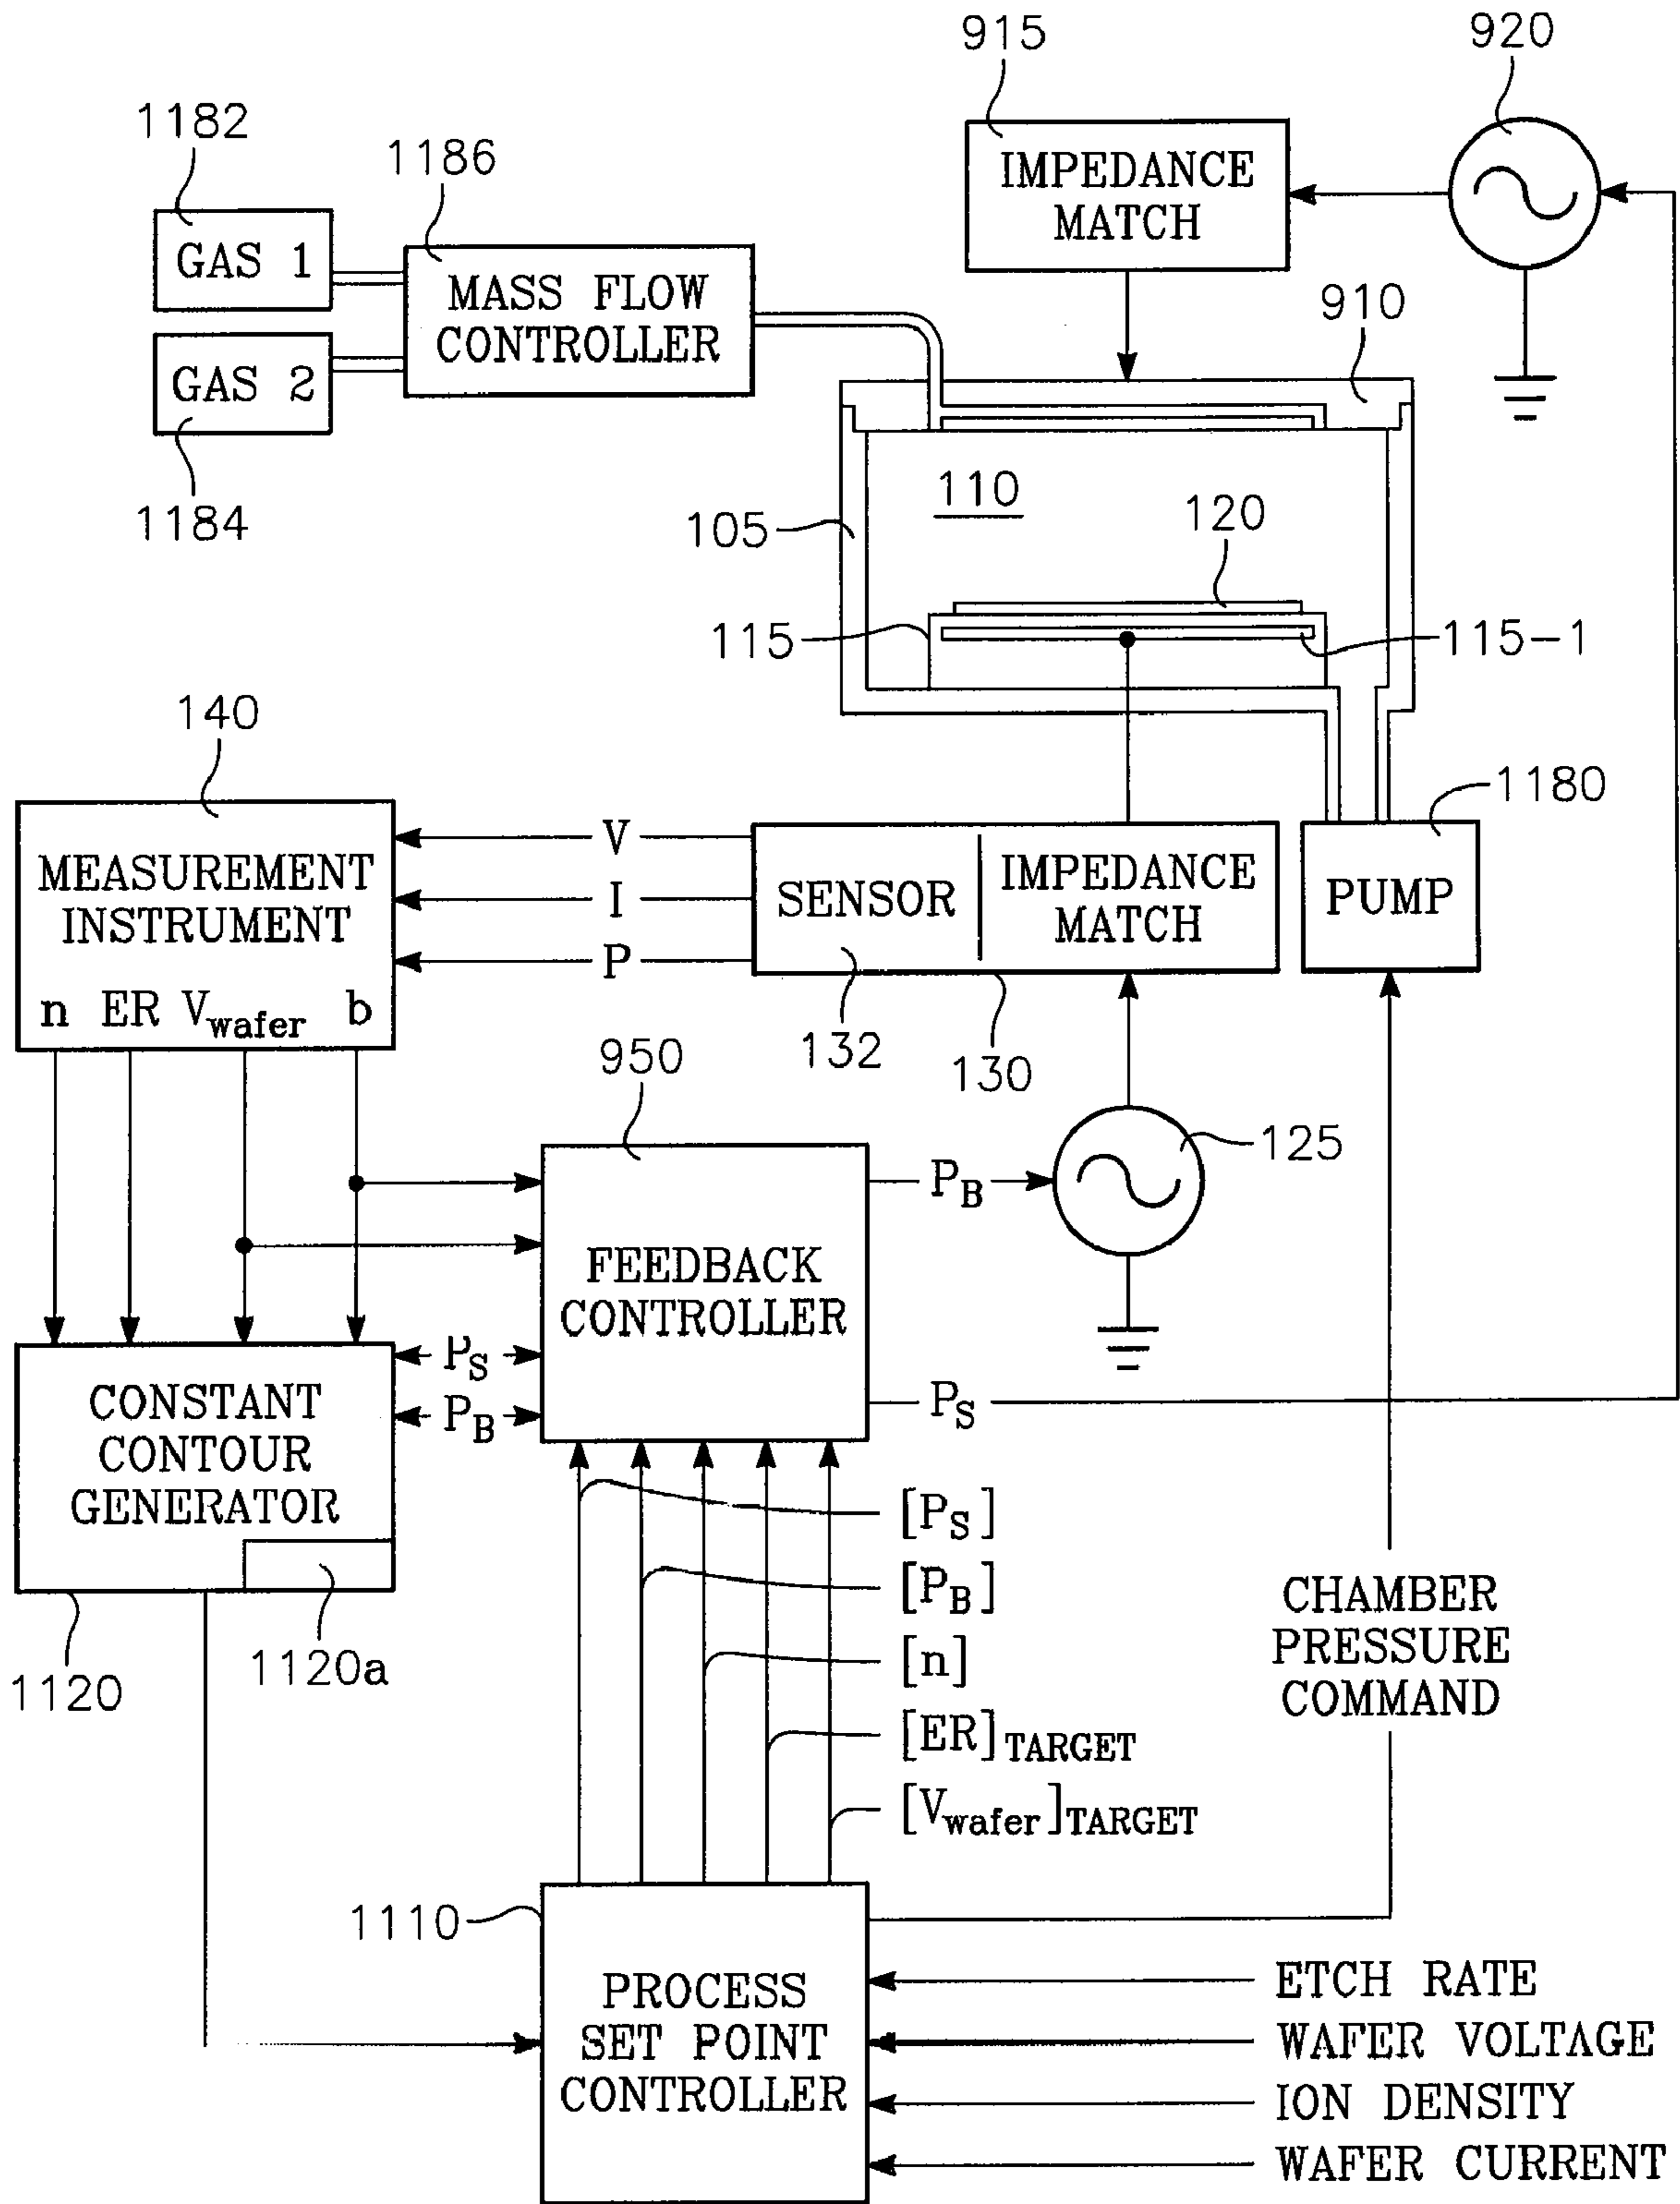 915
920
1182
1186
IMPEDANCE
MATCH
GAS 1
MASS FLOW
CONTROLLER
910
GAS 2
1184
110
105
120
115
115-1
140
1180
MEASUREMENT
INSTRUMENT
V
I
P
SENSOR
IMPEDANCE
MATCH
PUMP
n ER Vwafer b
132
130
950
125
PB
FEEDBACK
CONTROLLER
PS
PB
PS
CONSTANT
CONTOUR
GENERATOR
1120
1120a
[PS]
[PB]
[n]
[ER]TARGET
[Vwafer]TARGET
CHAMBER
PRESSURE
COMMAND
1110
PROCESS
SET POINT
CONTROLLER
ETCH RATE
WAFER VOLTAGE
ION DENSITY
WAFER CURRENT